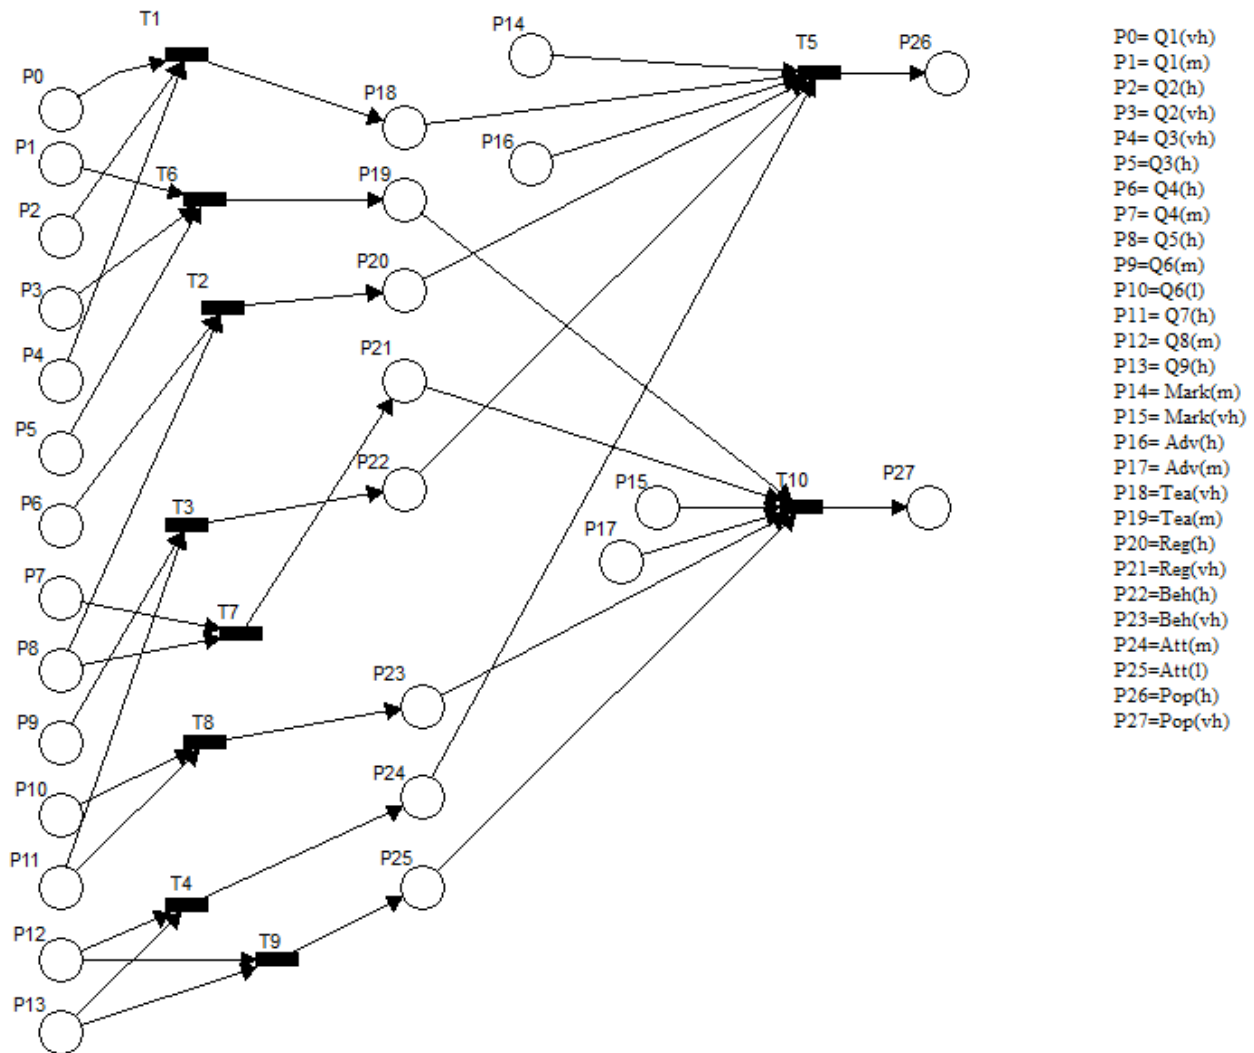 T1
P14
T5
P26
P0
P18
P1
P16
T6
P19
P2
P20
P3
T2
P4
P21
P5
P22
P6
T3
P15
T10
P27
P17
P7
T7
P8
P23
P9
T8
P10
P24
P11
T4
P25
P12
T9
P13
P0= Q1(vh)
P1= Q1(m)
P2= Q2(h)
P3= Q2(vh)
P4= Q3(vh)
P5=Q3(h)
P6= Q4(h)
P7= Q4(m)
P8= Q5(h)
P9=Q6(m)
P10=Q6(l)
P11= Q7(h)
P12= Q8(m)
P13= Q9(h)
P14= Mark(m)
P15= Mark(vh)
P16= Adv(h)
P17= Adv(m)
P18=Tea(vh)
P19=Tea(m)
P20=Reg(h)
P21=Reg(vh)
P22=Beh(h)
P23=Beh(vh)
P24=Att(m)
P25=Att(l)
P26=Pop(h)
P27=Pop(vh)